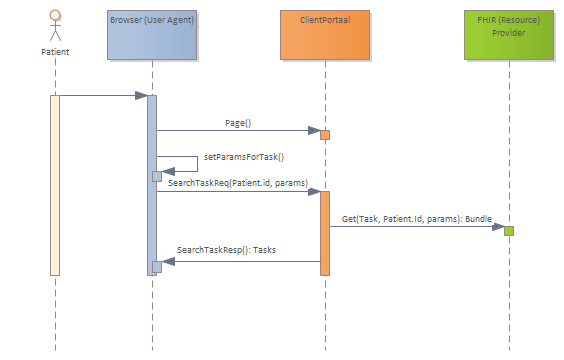 Browser (User Agent)
ClientPortaal
FHIR (Resource)
Provider
Patient
Page()
setParamsForTask()
SearchTaskReq(Patient.id, params)
Get(Task, Patient.Id, params): Bundle
SearchTaskResp(): Tasks